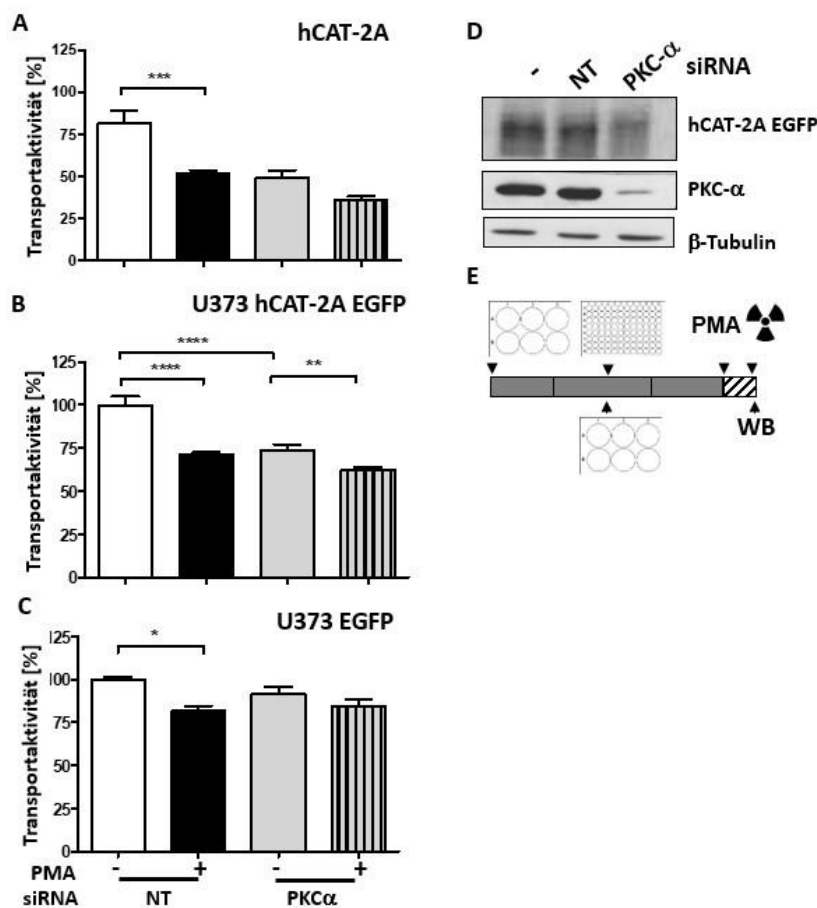 A
hCAT-2A
Transportaktivität [%]
125
100
75
50
25
0
***
B
U373 hCAT-2A EGFP
Transportaktivität [%]
125
100
75
50
25
0
****
****
**
C
U373 EGFP
Transportaktivität [%]
125
100
75
50
25
0
*
PMA - + - +
siRNA NT PKCα
D
- NT PKC-α siRNA
hCAT-2A EGFP
PKC-α
β-Tubulin
E
PMA
WB